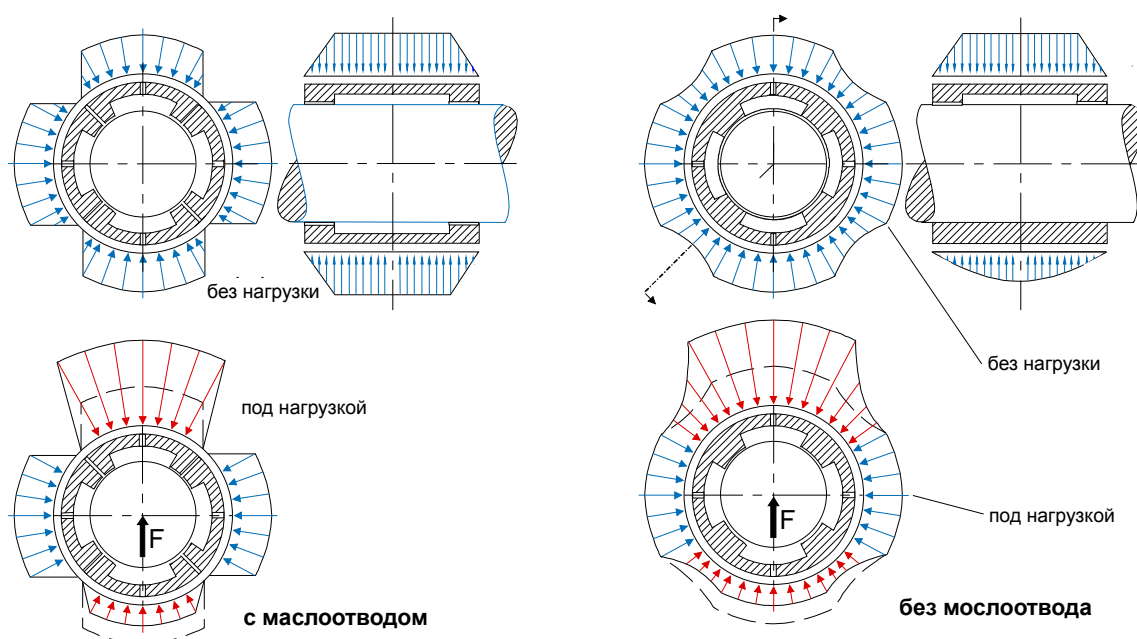 без нагрузки
без нагрузки
под нагрузкой
под нагрузкой
F
F
с маслоотводом
без мослоотвода